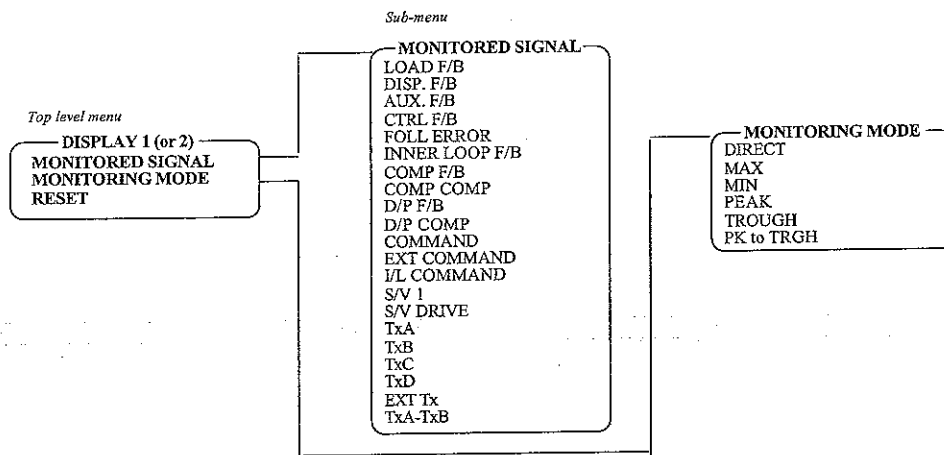 Sub-menu
MONITORED SIGNAL
LOAD F/B
DISP. F/B
AUX. F/B
CTRL F/B
FOLL ERROR
INNER LOOP F/B
COMP F/B
COMP COMP
D/P F/B
D/P COMP
COMMAND
EXT COMMAND
I/L COMMAND
S/V 1
S/V DRIVE
TxA
TxB
TxC
TxD
EXT Tx
TxA-TxB
Top level menu
DISPLAY 1 (or 2)
MONITORED SIGNAL
MONITORING MODE
RESET
MONITORING MODE
DIRECT
MAX
MIN
PEAK
TROUGH
PK to TRGH